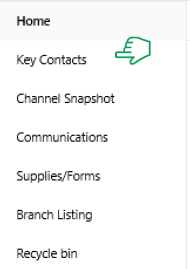 Home
Key Contacts
Channel Snapshot
Communications
Supplies/Forms
Branch Listing
Recycle bin